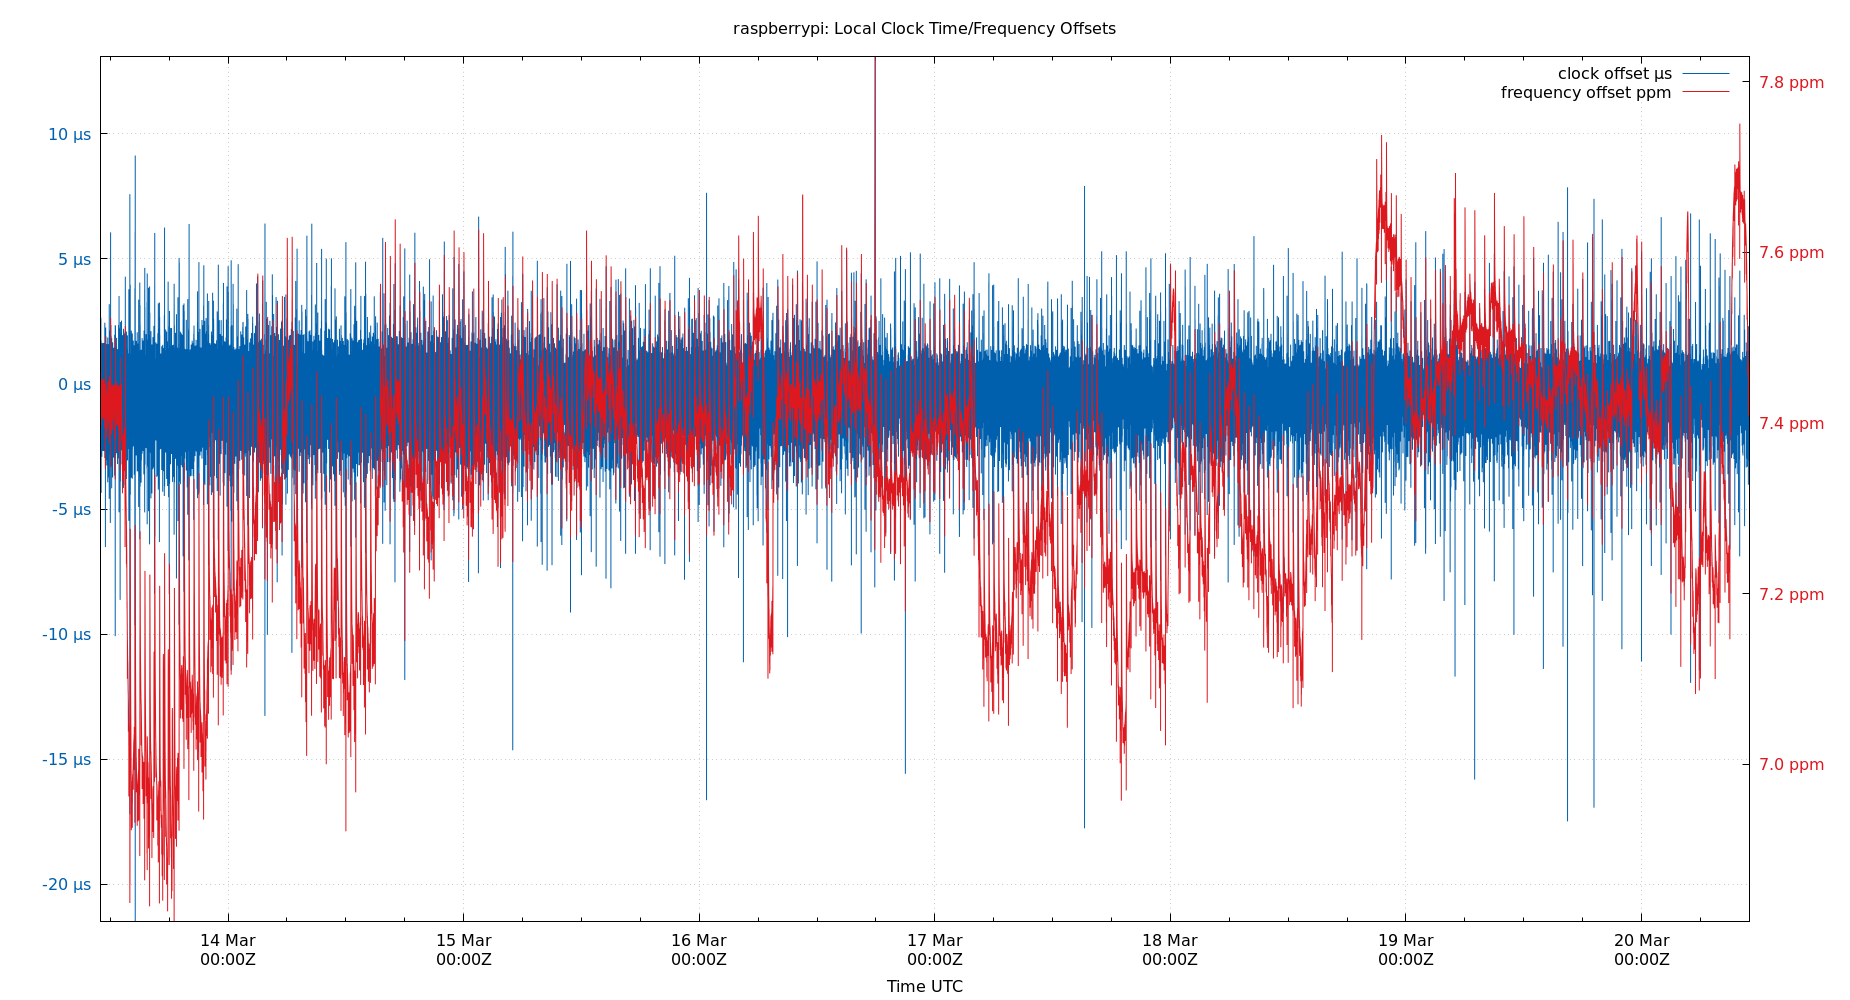 raspberrypi: Local Clock Time/Frequency Offsets
clock offset µs
frequency offset ppm
10 µs
5 µs
0 µs
-5 µs
-10 µs
-15 µs
-20 µs
7.8 ppm
7.6 ppm
7.4 ppm
7.2 ppm
7.0 ppm
14 Mar 15 Mar 16 Mar 17 Mar 18 Mar 19 Mar 20 Mar
00:00Z 00:00Z 00:00Z 00:00Z 00:00Z 00:00Z 00:00Z
Time UTC